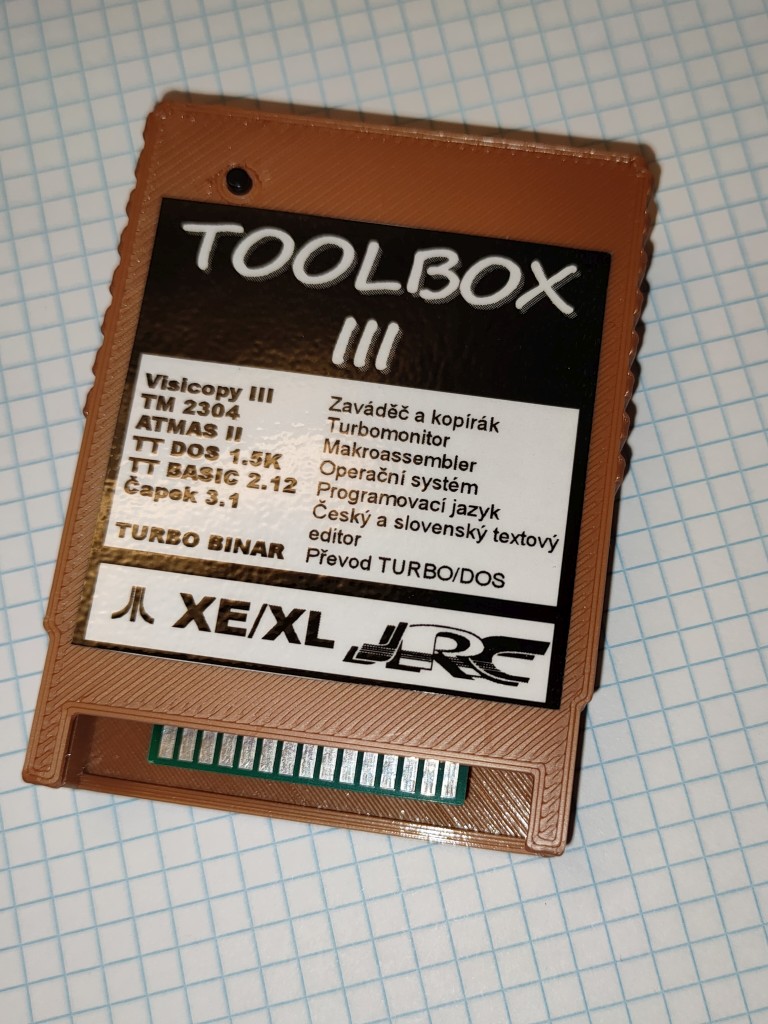 TOOLBOX
III
Visicopy III Zaváděč a kopírák
TM 2304 Turbomonitor
ATMAS II Makroassembler
TT DOS 1.5K Operační systém
TT BASIC 2.12 Programovací jazyk
Čapek 3.1 Český a slovenský textový
editor
TURBO BINAR Převod TURBO/DOS
XE/XL JRC